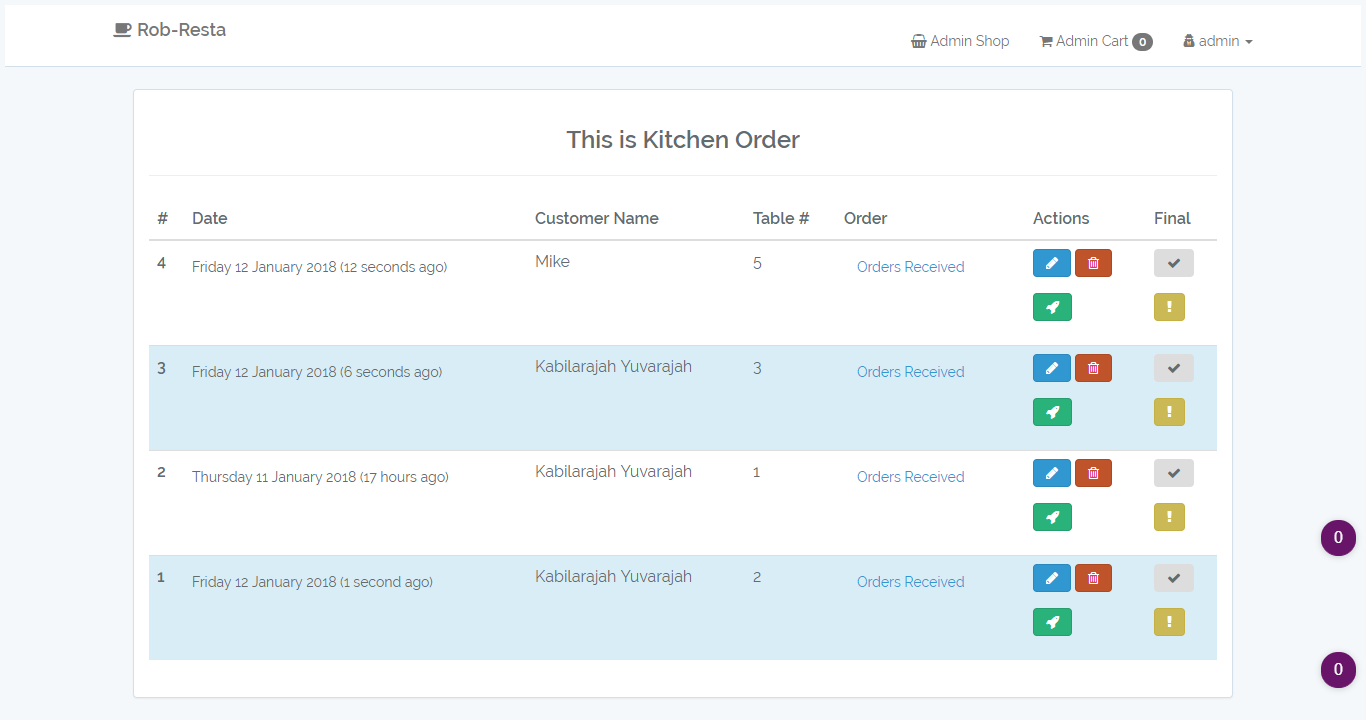 Rob-Resta
Admin Shop Admin Cart 0 admin
This is Kitchen Order
# Date Customer Name Table # Order Actions Final
4 Friday 12 January 2018 (12 seconds ago) Mike 5 Orders Received
3 Friday 12 January 2018 (6 seconds ago) Kabilarajah Yuvarajah 3 Orders Received
2 Thursday 11 January 2018 (17 hours ago) Kabilarajah Yuvarajah 1 Orders Received
0
1 Friday 12 January 2018 (1 second ago) Kabilarajah Yuvarajah 2 Orders Received
0